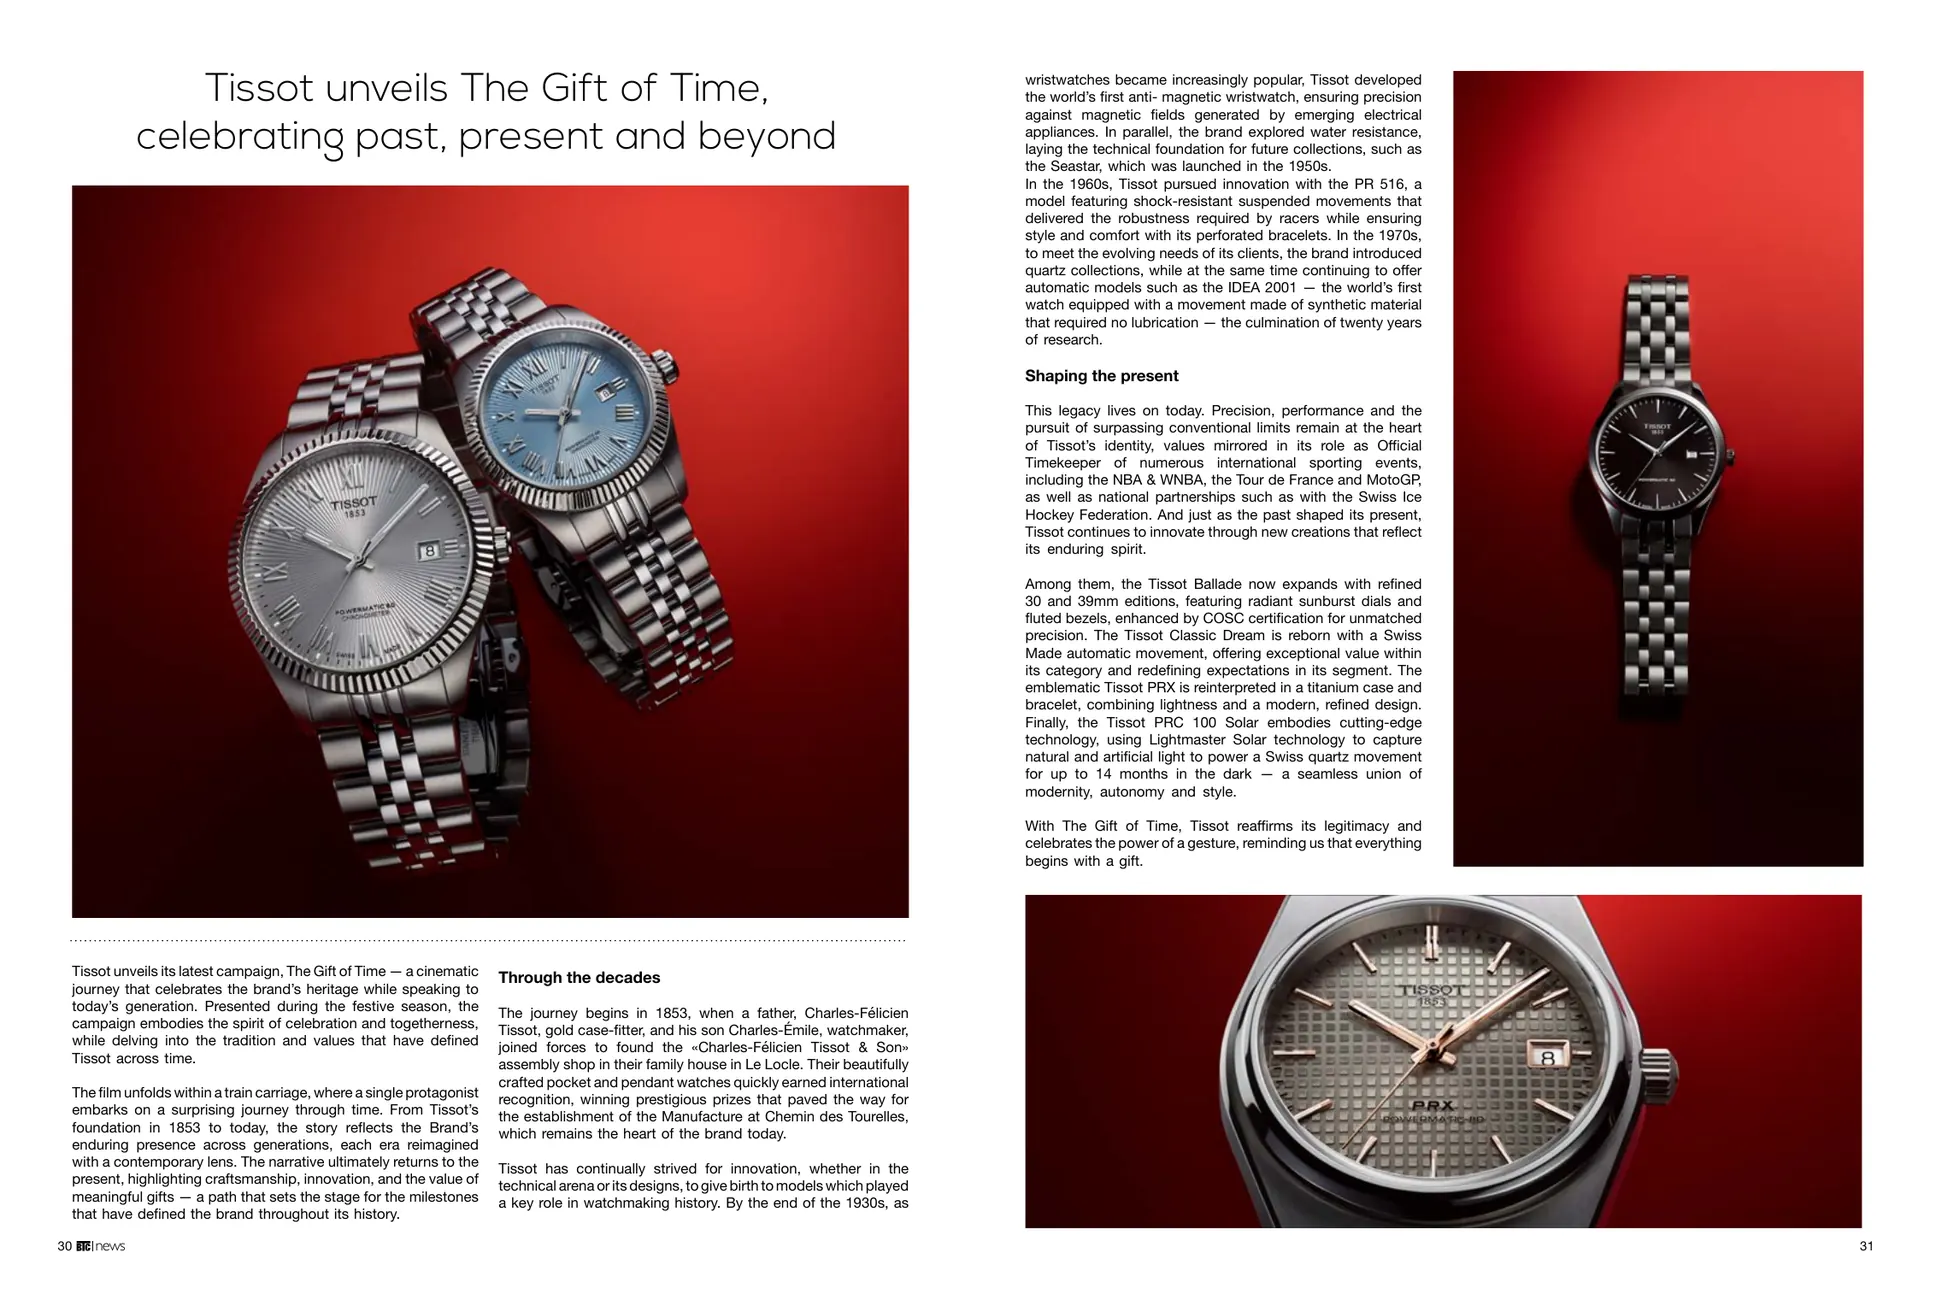 Tissot unveils The Gift of Time,
celebrating past, present and beyond
TISSOT
1853
8
POWERMATIC 80
CHRONOMETER
SWISS MADE
TISSOT
1853
8
POWERMATIC 80
CHRONOMETER
Tissot unveils its latest campaign, The Gift of Time — a cinematic
journey that celebrates the brand's heritage while speaking to
today's generation. Presented during the festive season, the
campaign embodies the spirit of celebration and togetherness,
while delving into the tradition and values that have defined
Tissot across time.
The film unfolds within a train carriage, where a single protagonist
embarks on a surprising journey through time. From Tissot's
foundation in 1853 to today, the story reflects the Brand's
enduring presence across generations, each era reimagined
with a contemporary lens. The narrative ultimately returns to the
present, highlighting craftsmanship, innovation, and the value of
meaningful gifts — a path that sets the stage for the milestones
that have defined the brand throughout its history.
Through the decades
The journey begins in 1853, when a father, Charles-Félicien
Tissot, gold case-fitter, and his son Charles-Émile, watchmaker,
joined forces to found the «Charles-Félicien Tissot & Son»
assembly shop in their family house in Le Locle. Their beautifully
crafted pocket and pendant watches quickly earned international
recognition, winning prestigious prizes that paved the way for
the establishment of the Manufacture at Chemin des Tourelles,
which remains the heart of the brand today.
Tissot has continually strived for innovation, whether in the
technical arena or its designs, to give birth to models which played
a key role in watchmaking history. By the end of the 1930s, as
30 BTC|news
wristwatches became increasingly popular, Tissot developed
the world's first anti- magnetic wristwatch, ensuring precision
against magnetic fields generated by emerging electrical
appliances. In parallel, the brand explored water resistance,
laying the technical foundation for future collections, such as
the Seastar, which was launched in the 1950s.
In the 1960s, Tissot pursued innovation with the PR 516, a
model featuring shock-resistant suspended movements that
delivered the robustness required by racers while ensuring
style and comfort with its perforated bracelets. In the 1970s,
to meet the evolving needs of its clients, the brand introduced
quartz collections, while at the same time continuing to offer
automatic models such as the IDEA 2001 — the world's first
watch equipped with a movement made of synthetic material
that required no lubrication — the culmination of twenty years
of research.
Shaping the present
This legacy lives on today. Precision, performance and the
pursuit of surpassing conventional limits remain at the heart
of Tissot's identity, values mirrored in its role as Official
Timekeeper of numerous international sporting events,
including the NBA & WNBA, the Tour de France and MotoGP,
as well as national partnerships such as with the Swiss Ice
Hockey Federation. And just as the past shaped its present,
Tissot continues to innovate through new creations that reflect
its enduring spirit.
Among them, the Tissot Ballade now expands with refined
30 and 39mm editions, featuring radiant sunburst dials and
fluted bezels, enhanced by COSC certification for unmatched
precision. The Tissot Classic Dream is reborn with a Swiss
Made automatic movement, offering exceptional value within
its category and redefining expectations in its segment. The
emblematic Tissot PRX is reinterpreted in a titanium case and
bracelet, combining lightness and a modern, refined design.
Finally, the Tissot PRC 100 Solar embodies cutting-edge
technology, using Lightmaster Solar technology to capture
natural and artificial light to power a Swiss quartz movement
for up to 14 months in the dark — a seamless union of
modernity, autonomy and style.
With The Gift of Time, Tissot reaffirms its legitimacy and
celebrates the power of a gesture, reminding us that everything
begins with a gift.
TISSOT
1853
POWERMATIC 80
TISSOT
1853
8
PRX
POWERMATIC 80
31